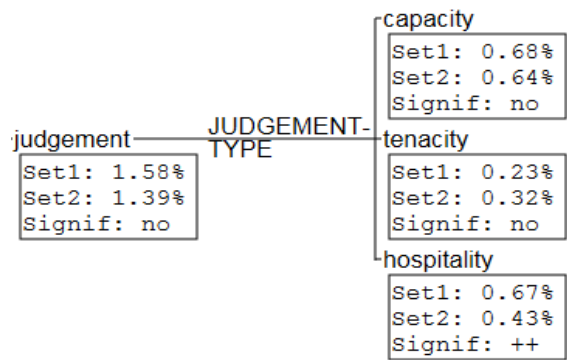 capacity
Set1: 0.68%
Set2: 0.64%
Signif: no
judgement
Set1: 1.58%
Set2: 1.39%
Signif: no
JUDGEMENT-
TYPE
tenacity
Set1: 0.23%
Set2: 0.32%
Signif: no
hospitality
Set1: 0.67%
Set2: 0.43%
Signif: ++